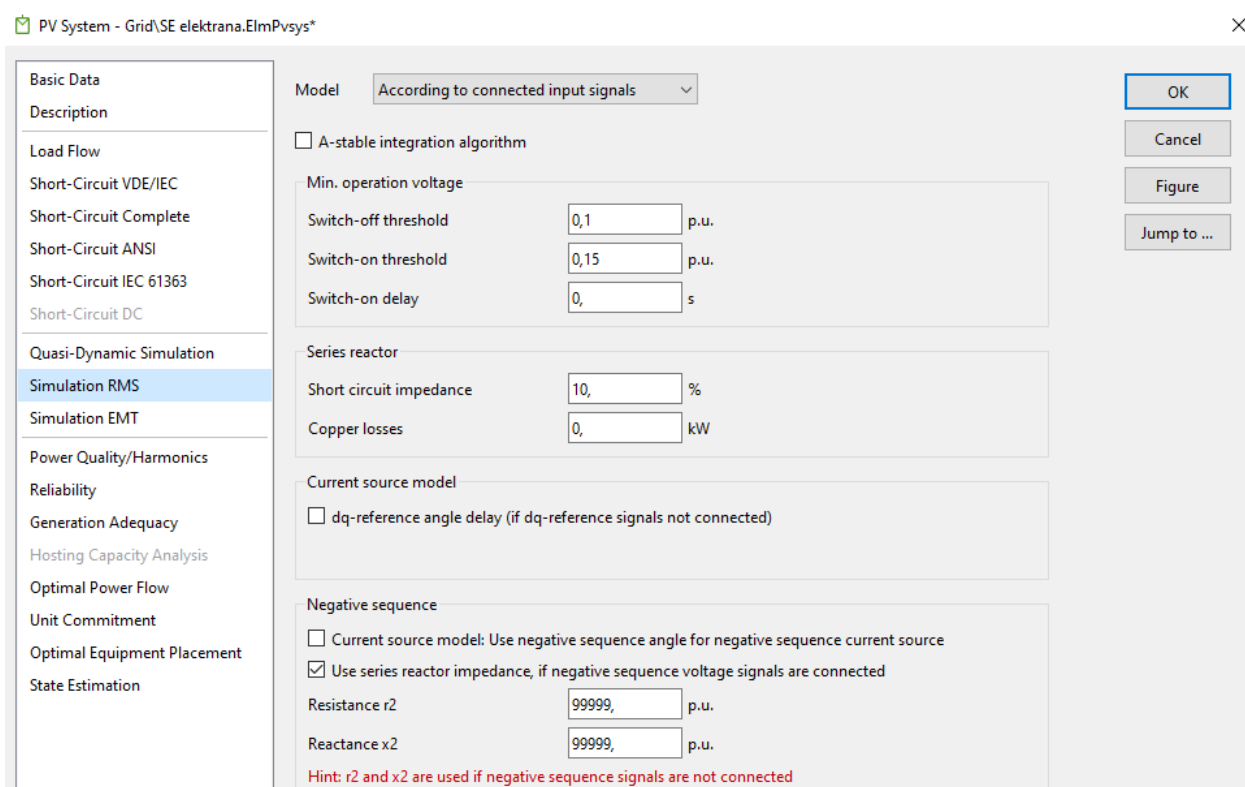 PV System - Grid\SE elektrana.ElmPvsys*
Basic Data
Description
Load Flow
Short-Circuit VDE/IEC
Short-Circuit Complete
Short-Circuit ANSI
Short-Circuit IEC 61363
Short-Circuit DC
Quasi-Dynamic Simulation
Simulation RMS
Simulation EMT
Power Quality/Harmonics
Reliability
Generation Adequacy
Hosting Capacity Analysis
Optimal Power Flow
Unit Commitment
Optimal Equipment Placement
State Estimation
Model According to connected input signals
A-stable integration algorithm
Min. operation voltage
Switch-off threshold 0,1 p.u.
Switch-on threshold 0,15 p.u.
Switch-on delay 0, s
Series reactor
Short circuit impedance 10, %
Copper losses 0, kW
Current source model
dq-reference angle delay (if dq-reference signals not connected)
Negative sequence
Current source model: Use negative sequence angle for negative sequence current source
Use series reactor impedance, if negative sequence voltage signals are connected
Resistance r2 99999, p.u.
Reactance x2 99999, p.u.
Hint: r2 and x2 are used if negative sequence signals are not connected
OK
Cancel
Figure
Jump to ...